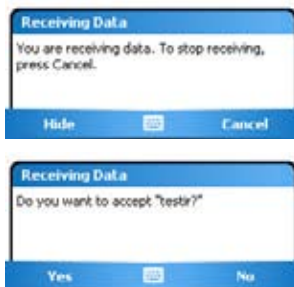 Receiving Data
You are receiving data. To stop receiving,
press Cancel.
Hide
Cancel
Receiving Data
Do you want to accept "testir?"
Yes
No